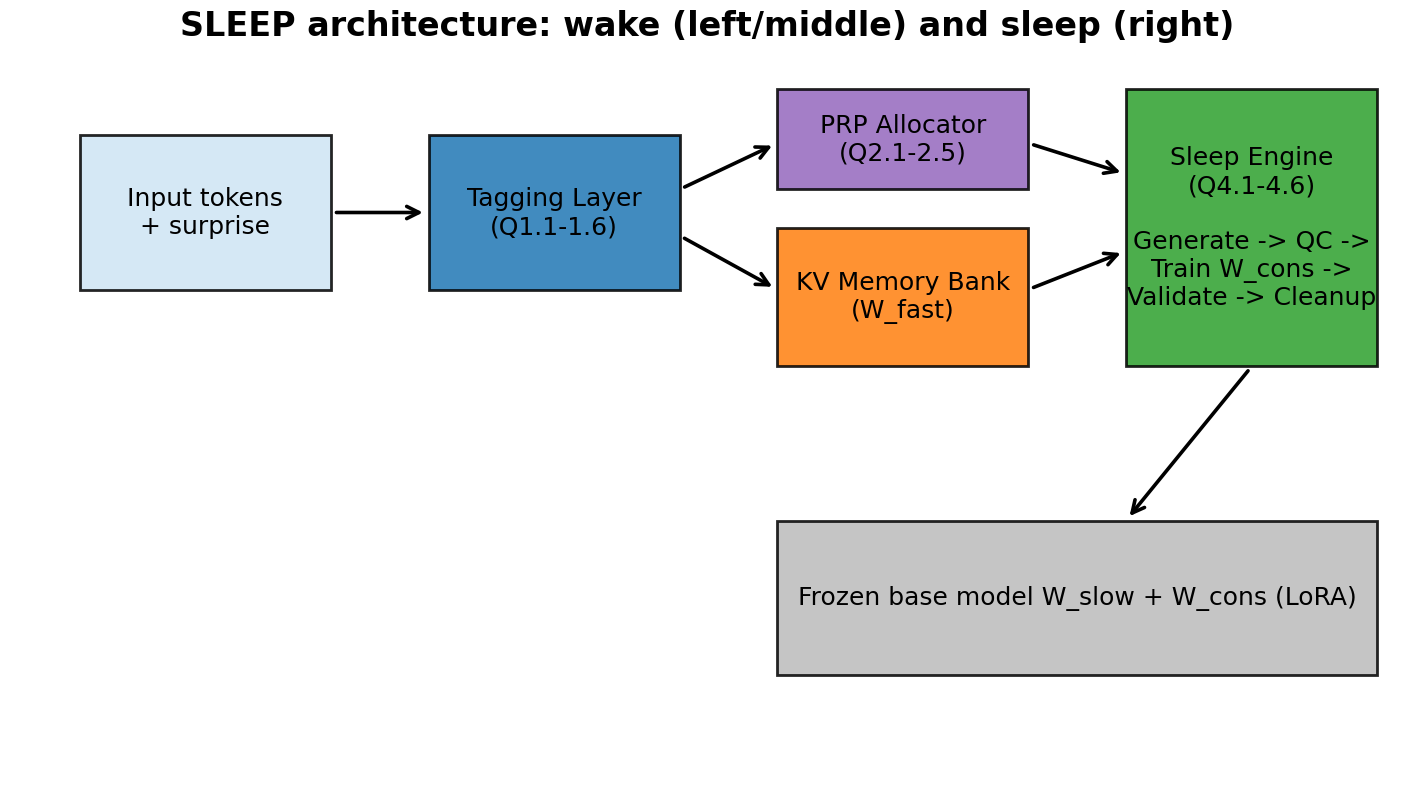 SLEEP architecture: wake (left/middle) and sleep (right)
Input tokens
+ surprise
Tagging Layer
(Q1.1-1.6)
PRP Allocator
(Q2.1-2.5)
KV Memory Bank
(W_fast)
Sleep Engine
(Q4.1-4.6)
Generate -> QC ->
Train W_cons ->
Validate -> Cleanup
Frozen base model W_slow + W_cons (LoRA)